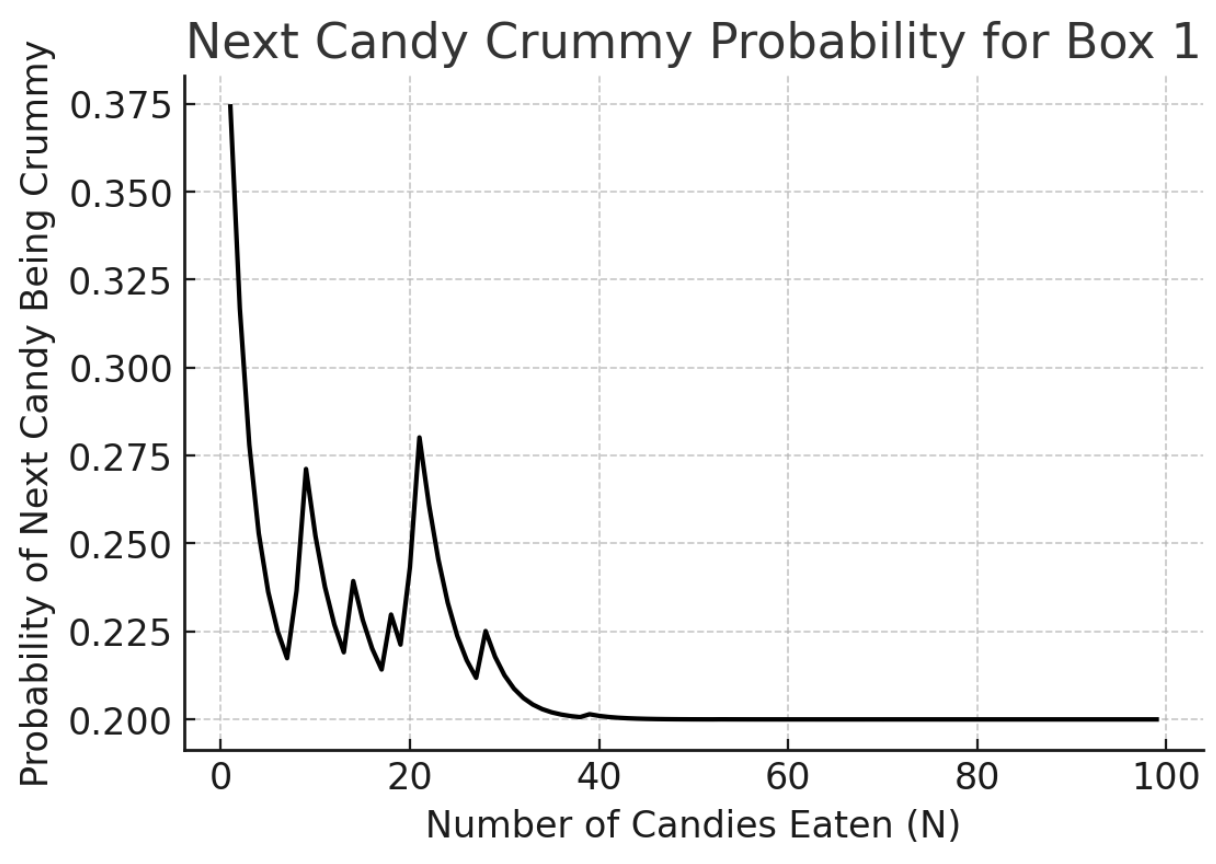 Next Candy Crummy Probability for Box 1
Probability of Next Candy Being Crummy
0.375
0.350
0.325
0.300
0.275
0.250
0.225
0.200
0 20 40 60 80 100
Number of Candies Eaten (N)